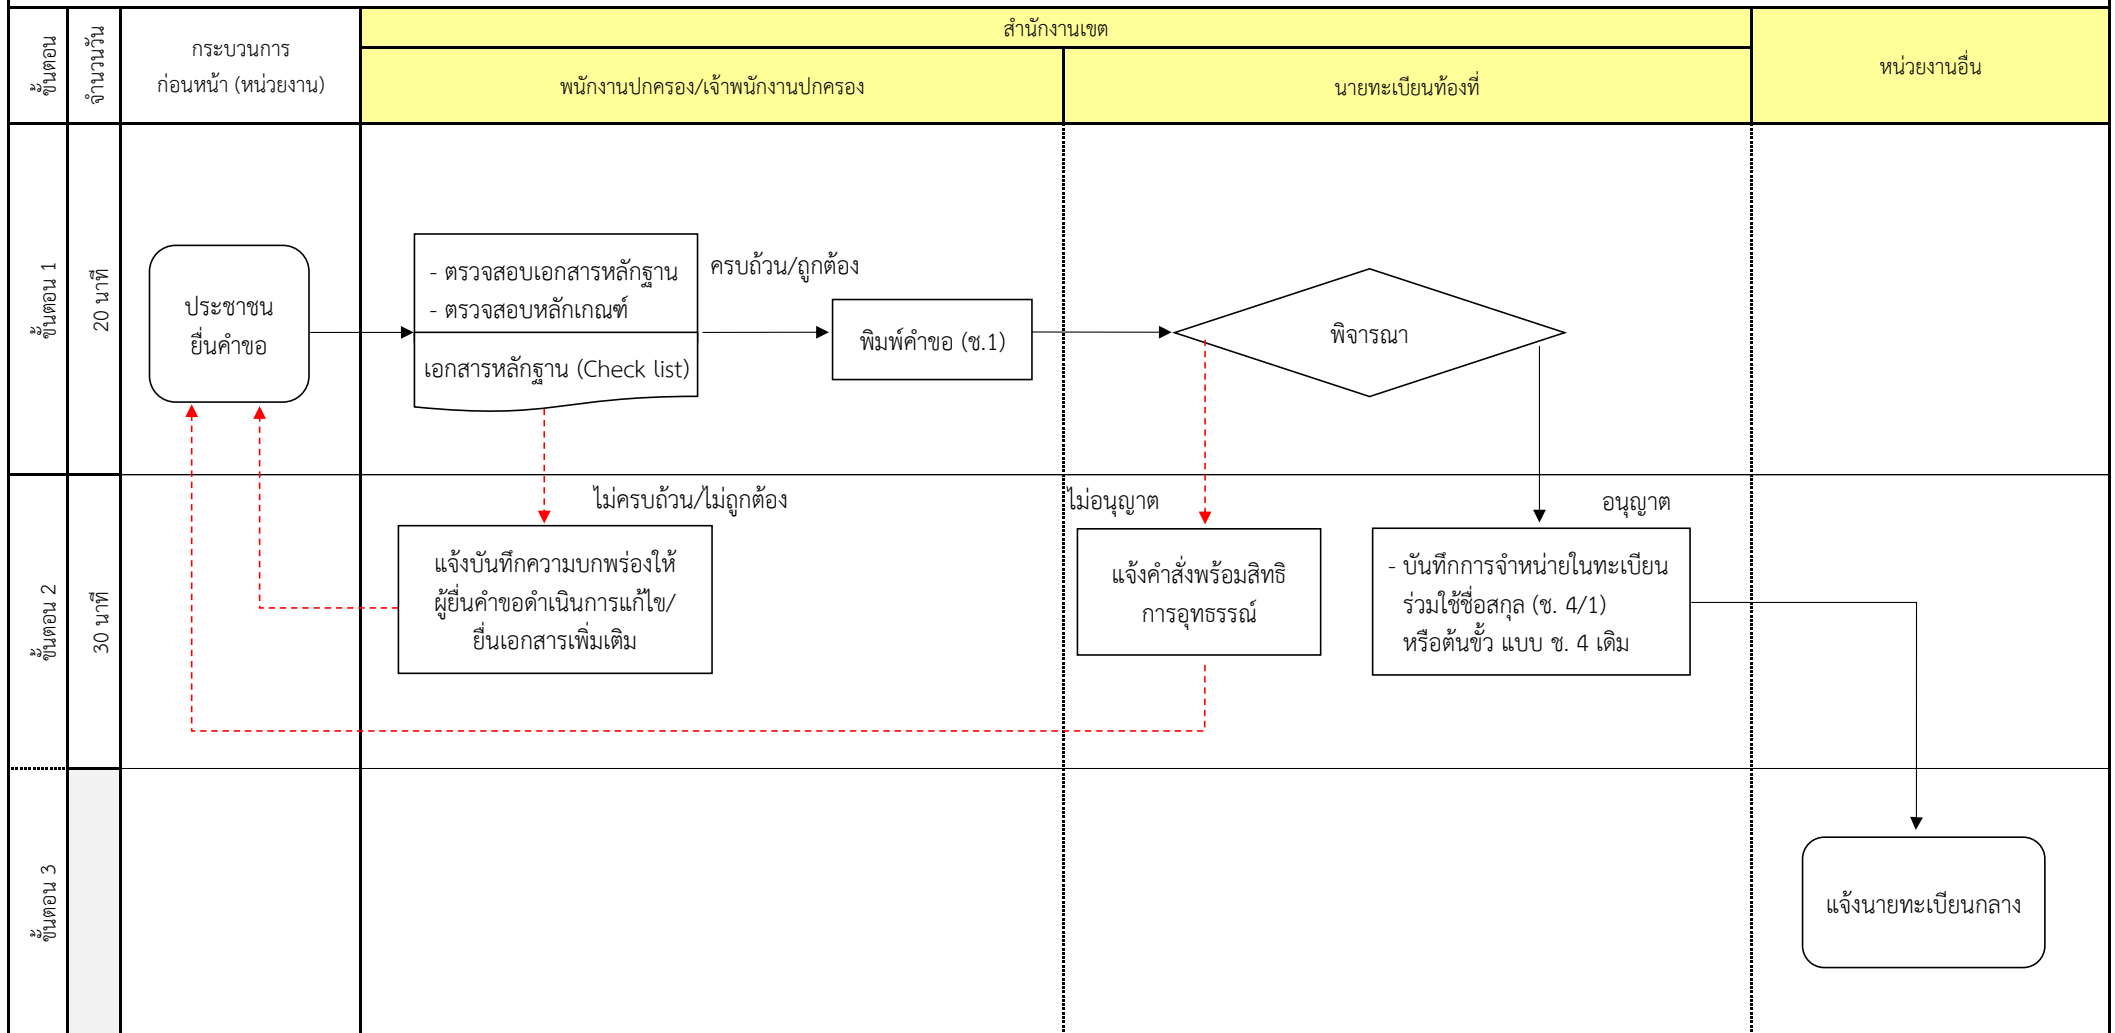 ขั้นตอน
จำนวนวัน
กระบวนการ
ก่อนหน้า (หน่วยงาน)
สำนักงานเขต
พนักงานปกครอง/เจ้าพนักงานปกครอง
นายทะเบียนท้องที่
หน่วยงานอื่น
ขั้นตอน 1
20 นาที
ประชาชน
ยื่นคำขอ
- ตรวจสอบเอกสารหลักฐาน
- ตรวจสอบหลักเกณฑ์
เอกสารหลักฐาน (Check list)
ครบถ้วน/ถูกต้อง
พิมพ์คำขอ (ช.1)
พิจารณา
ขั้นตอน 2
30 นาที
ไม่ครบถ้วน/ไม่ถูกต้อง
แจ้งบันทึกความบกพร่องให้
ผู้ยื่นคำขอดำเนินการแก้ไข/
ยื่นเอกสารเพิ่มเติม
ไม่อนุญาต
แจ้งคำสั่งพร้อมสิทธิ
การอุทธรรณ์
อนุญาต
- บันทึกการจำหน่ายในทะเบียน
ร่วมใช้ชื่อสกุล (ช. 4/1)
หรือต้นขั้ว แบบ ช. 4 เดิม
ขั้นตอน 3
แจ้งนายทะเบียนกลาง